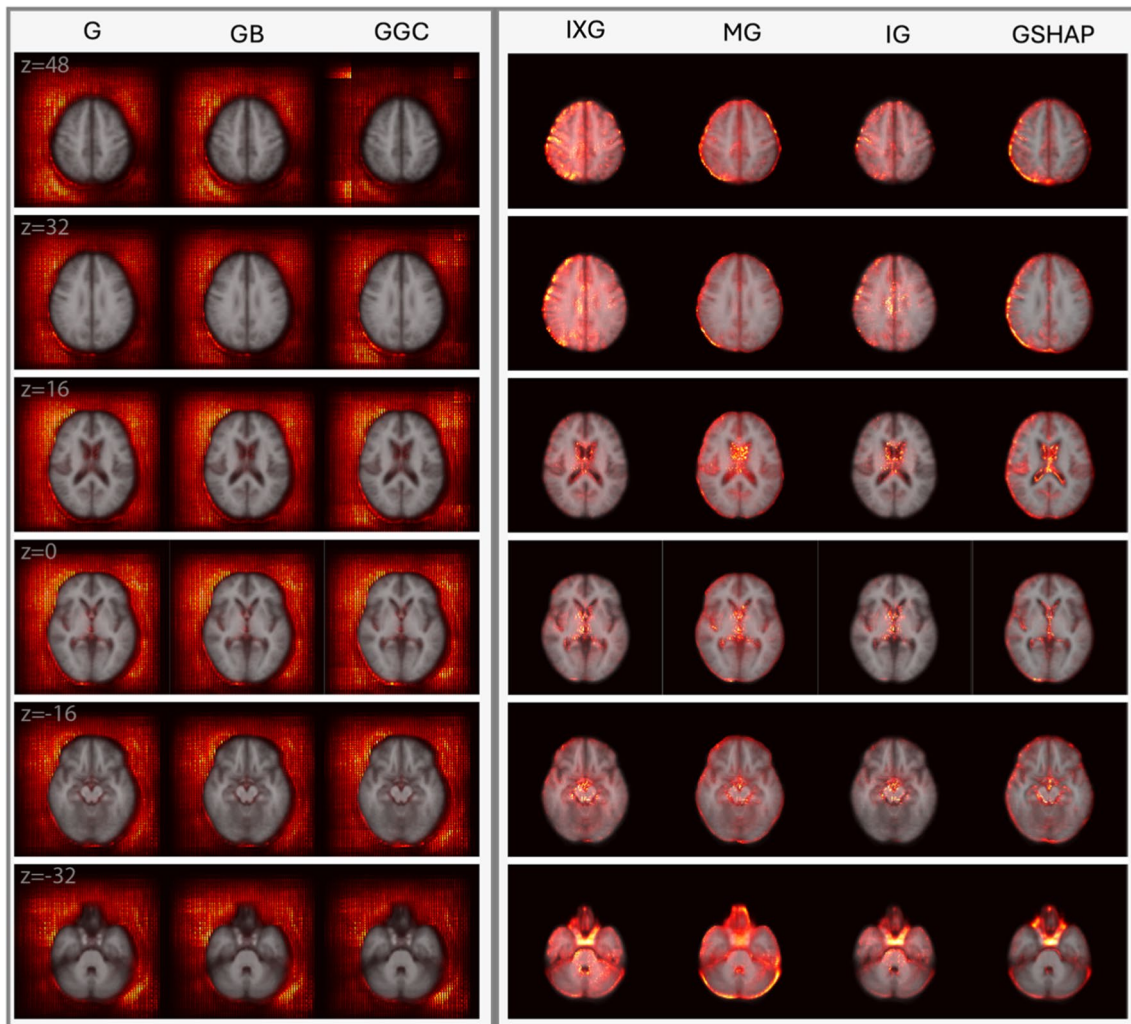 G GB GGC IXG MG IG GSHAP
z=48
z=32
z=16
z=0
z=-16
z=-32